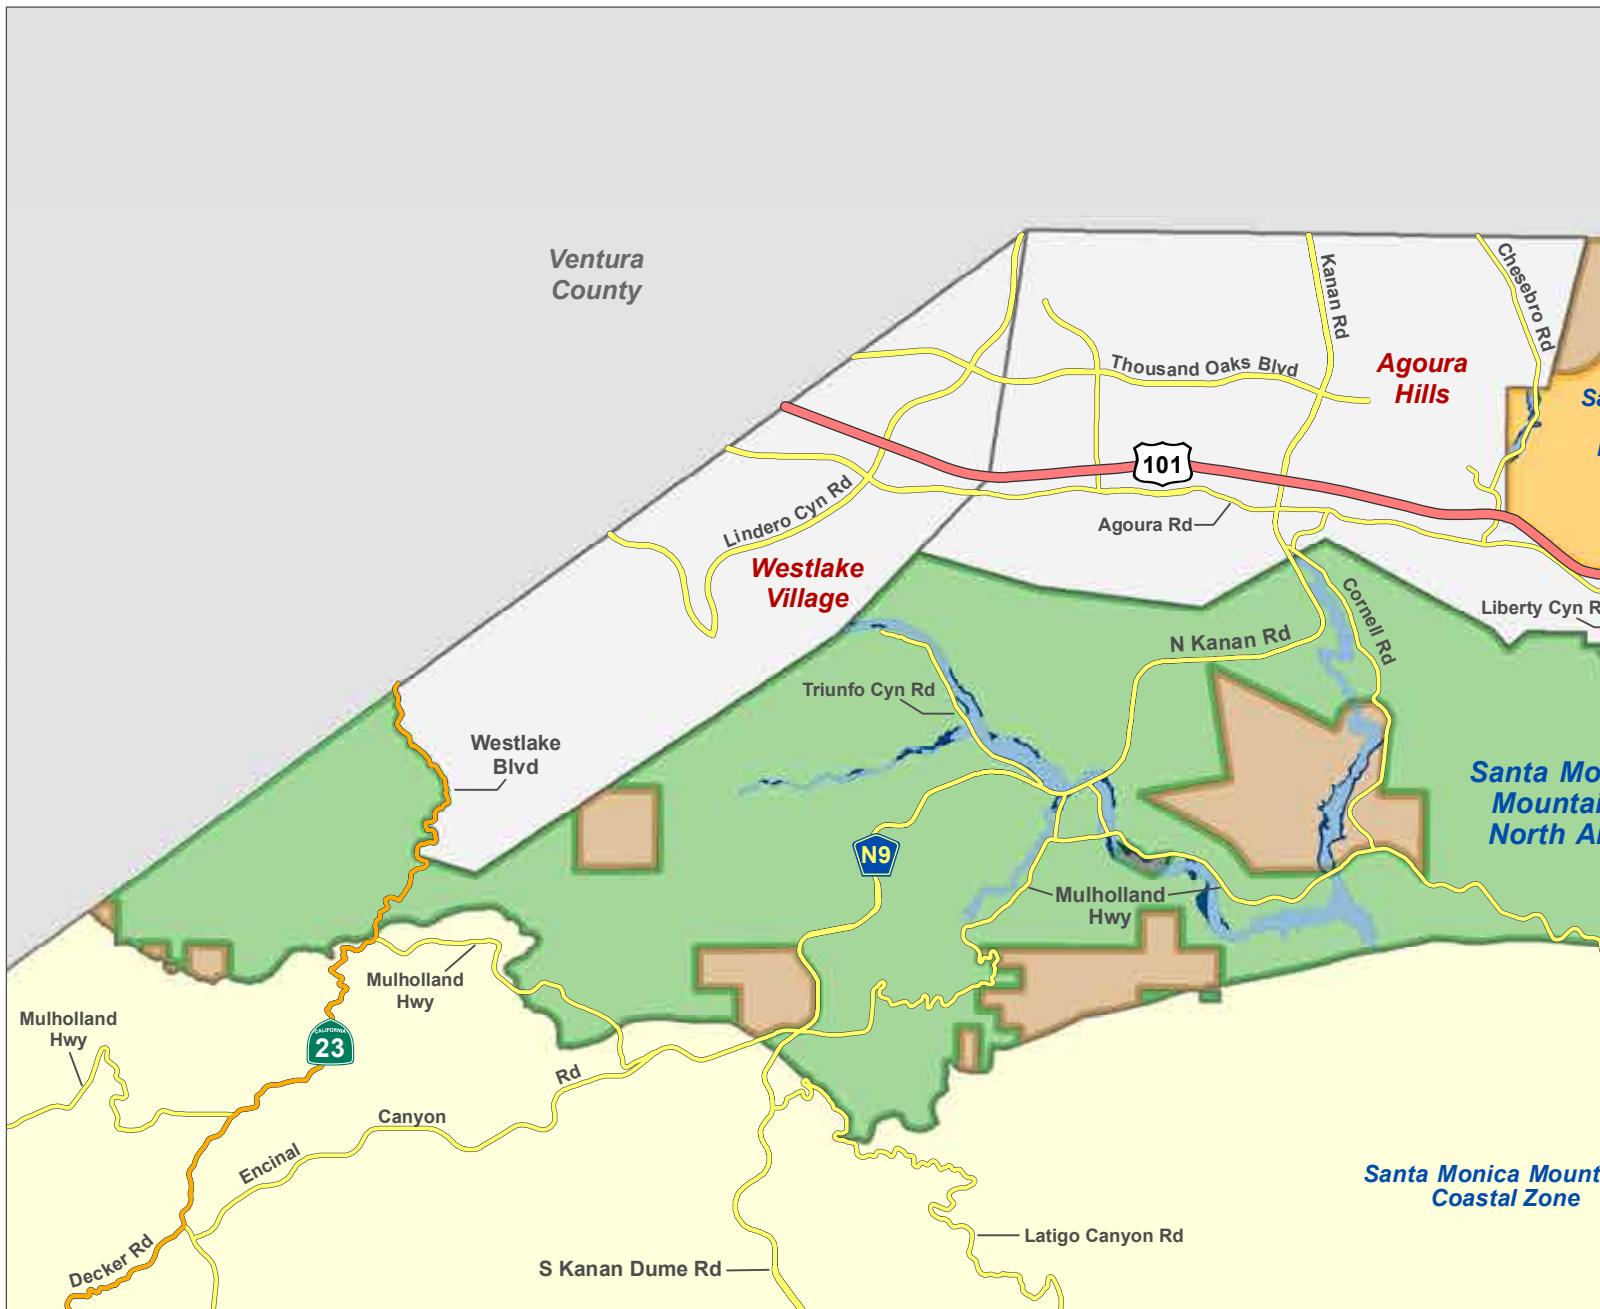 Ventura
County
Kanan Rd
Chesebro Rd
Thousand Oaks Blvd
Agoura
Hills
101
Lindero Cyn Rd
Agoura Rd
Westlake
Village
Cornell Rd
Liberty Cyn R
N Kanan Rd
Triunfo Cyn Rd
Westlake
Blvd
Santa Mo
Mountai
North A
N9
Mulholland
Hwy
Mulholland
Hwy
Mulholland
Hwy
CALIFORNIA
23
Rd
Canyon
Encinal
Santa Monica Mount
Coastal Zone
Decker Rd
Latigo Canyon Rd
S Kanan Dume Rd